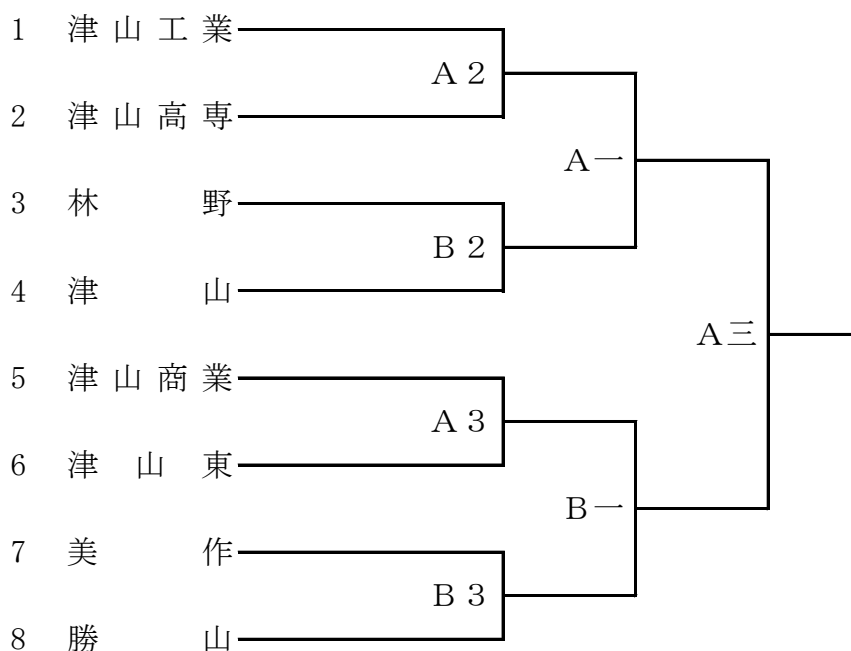 1 津山工業
A2
2 津山高専
A一
3 林野
B2
4 津山
A三
5 津山商業
A3
6 津山東
B一
7 美作
B3
8 勝山